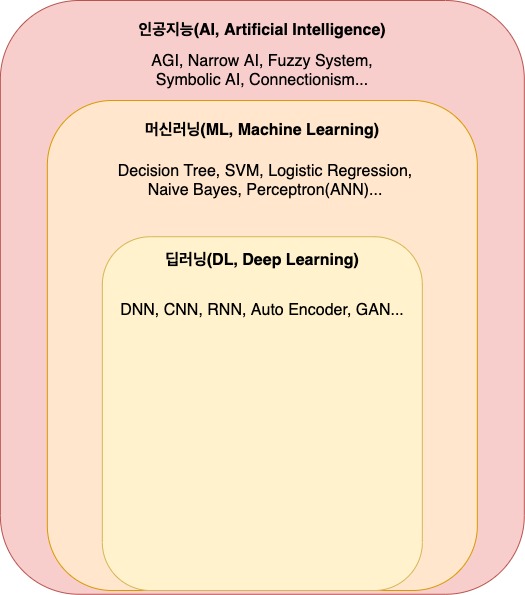 인공지능(AI, Artificial Intelligence)
AGI, Narrow AI, Fuzzy System,
Symbolic AI, Connectionism...
머신러닝(ML, Machine Learning)
Decision Tree, SVM, Logistic Regression,
Naive Bayes, Perceptron(ANN)...
딥러닝(DL, Deep Learning)
DNN, CNN, RNN, Auto Encoder, GAN...